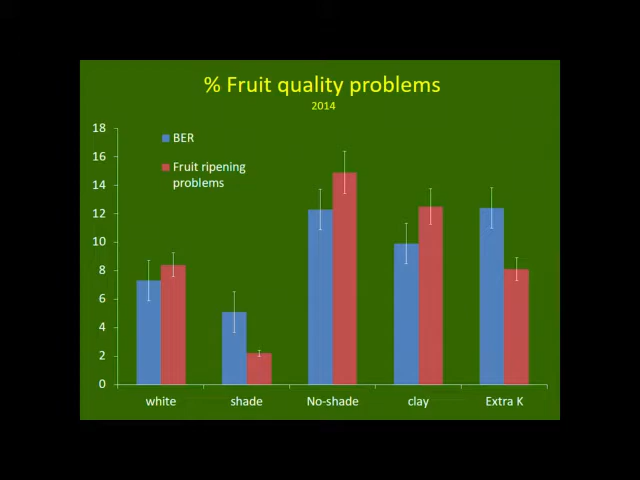 % Fruit quality problems
2014
18
16
14
12
10
8
6
4
2
0
BER
Fruit ripening
problems
white
shade
No-shade
clay
Extra K